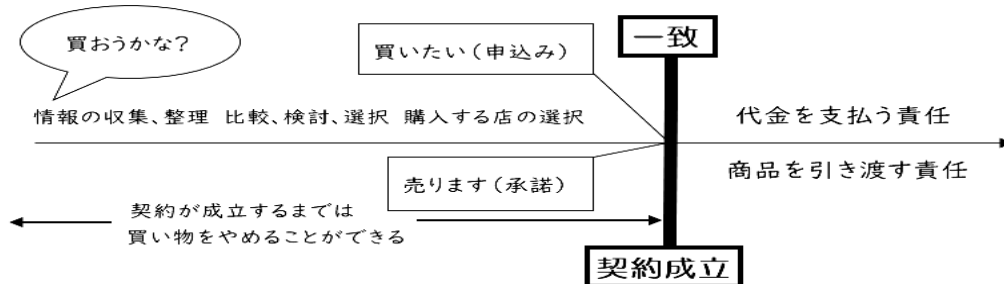 買おうかな?
買いたい(申込み)
一致
情報の収集、整理 比較、検討、選択 購入する店の選択
代金を支払う責任
商品を引き渡す責任
売ります(承諾)
契約が成立するまでは
買い物をやめることができる
契約成立